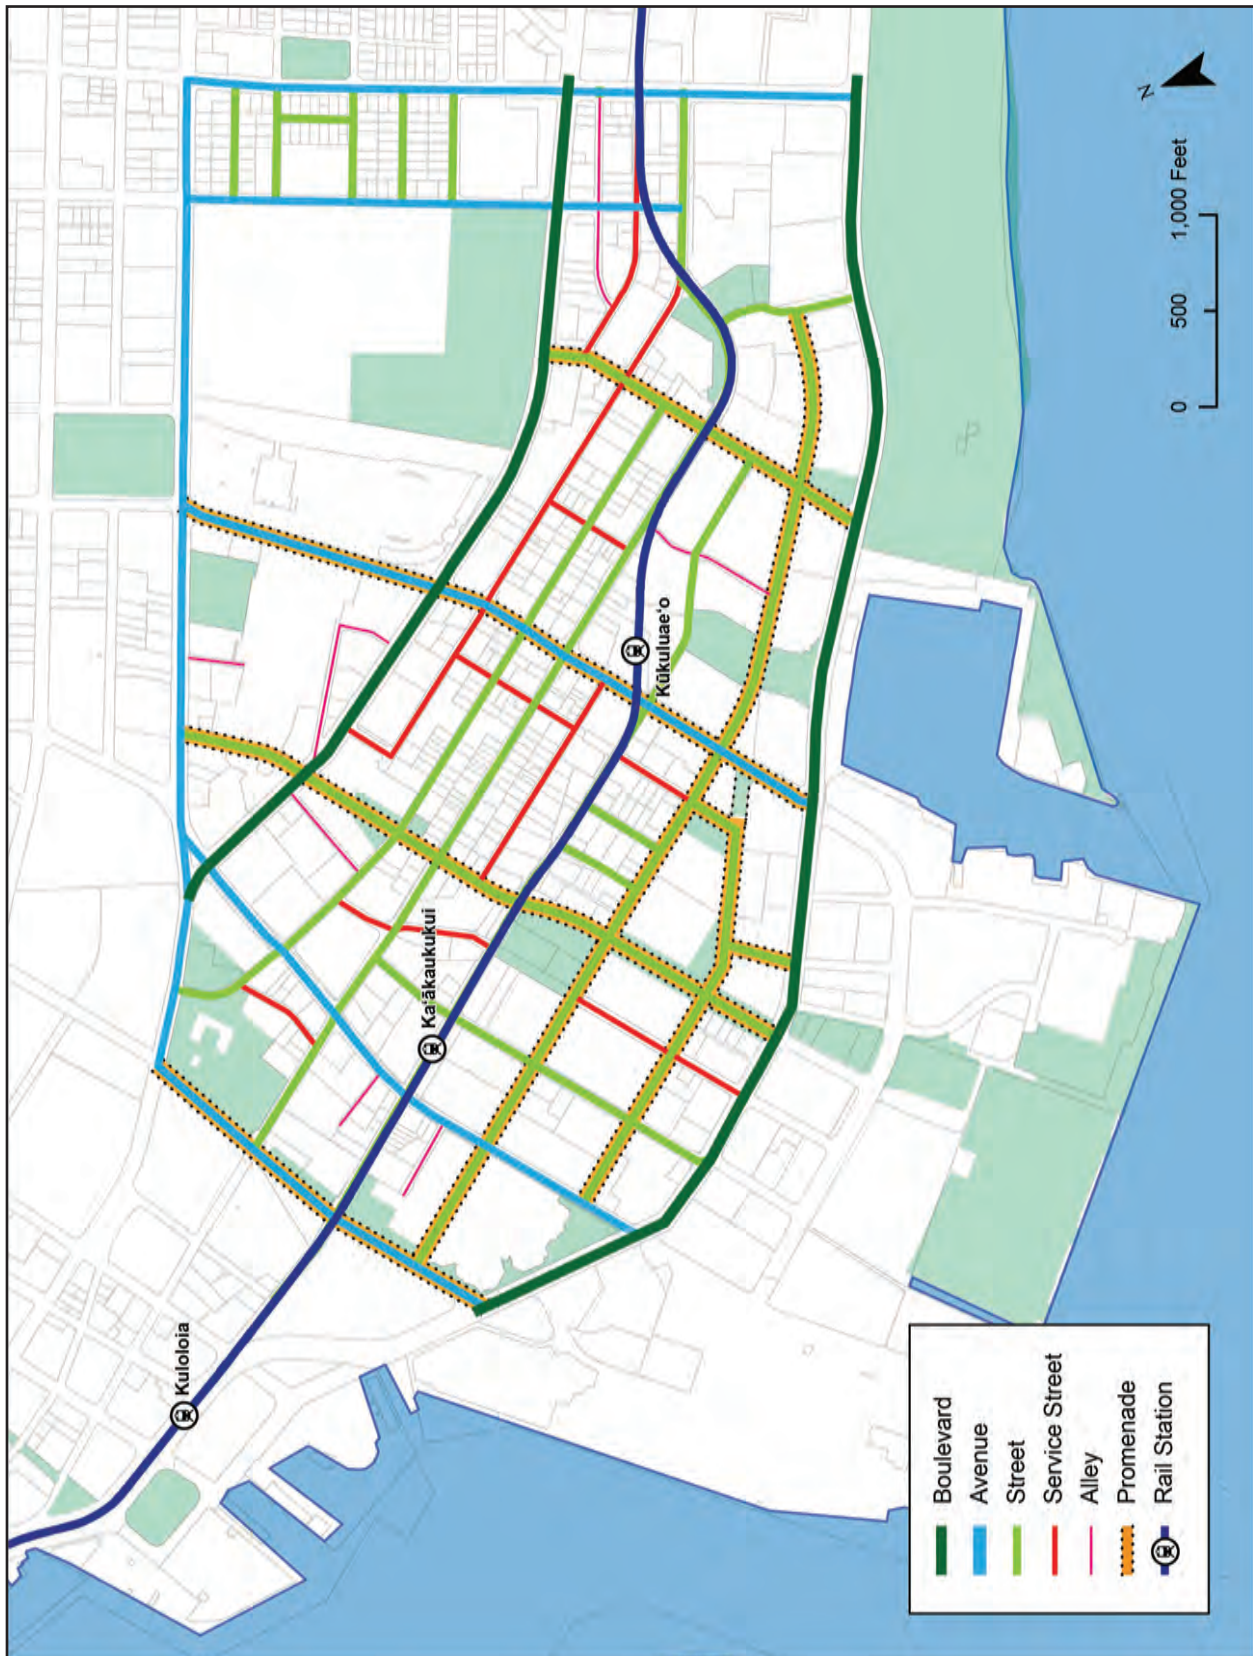 Kuloloia
Ka‘ākaukukui
Kūkuluae‘o
N
0 500 1,000 Feet
Boulevard
Avenue
Street
Service Street
Alley
Promenade
Rail Station